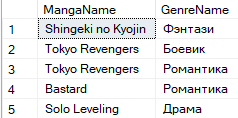 MangaName GenreName
1 Shingeki no Kyojin Фэнтази
2 Tokyo Revengers Боевик
3 Tokyo Revengers Романтика
4 Bastard Романтика
5 Solo Leveling Драма